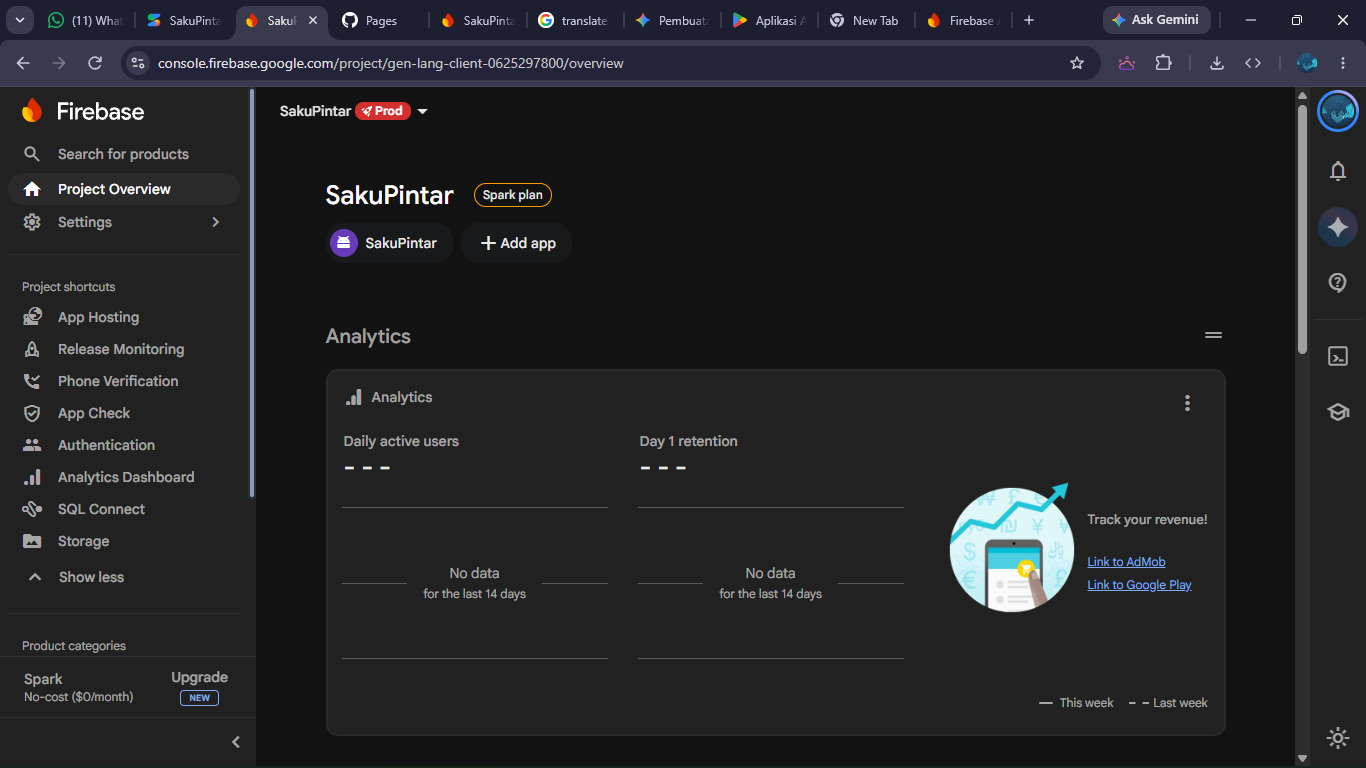 (11) What
SakuPinta
Saku
Pages
SakuPinta
translate
Pembuata
Aplikasi A
New Tab
Firebase A
Ask Gemini
console.firebase.google.com/project/gen-lang-client-0625297800/overview
Firebase
Search for products
Project Overview
Settings
Project shortcuts
App Hosting
Release Monitoring
Phone Verification
App Check
Authentication
Analytics Dashboard
SQL Connect
Storage
Show less
Product categories
Spark
No-cost ($0/month)
Upgrade
NEW
SakuPintar Prod
SakuPintar
Spark plan
SakuPintar
Add app
Analytics
Analytics
Daily active users
- - -
No data
for the last 14 days
Day 1 retention
- - -
No data
for the last 14 days
Track your revenue!
Link to AdMob
Link to Google Play
This week
Last week